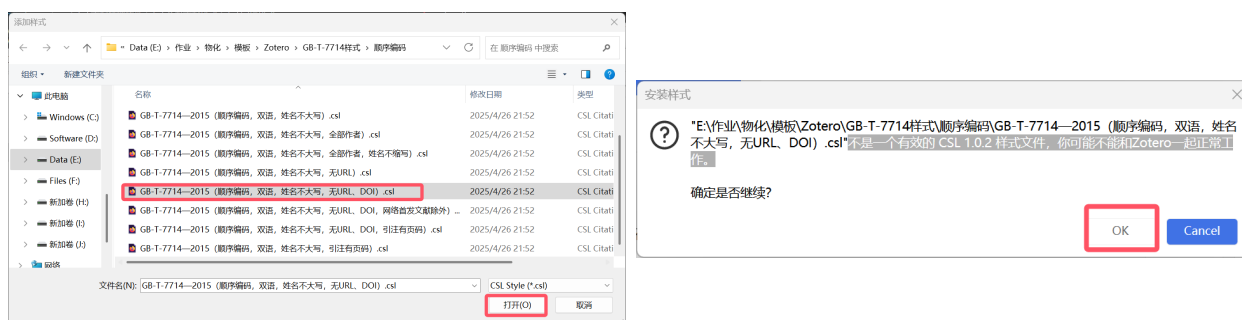 添加样式
Data (E:) › 作业 › 物化 › 模板 › Zotero › GB-T-7714样式 › 顺序编码
在 顺序编码 中搜索
组织 新建文件夹
此电脑
Windows (C:)
Software (D:)
Data (E:)
Files (F:)
新加卷 (H:)
新加卷 (I:)
新加卷 (J:)
网络
名称 修改日期 类型
GB-T-7714—2015（顺序编码，双语，姓名不大写）.csl 2025/4/26 21:52 CSL Citati
GB-T-7714—2015（顺序编码，双语，姓名不大写，全部作者）.csl 2025/4/26 21:52 CSL Citati
GB-T-7714—2015（顺序编码，双语，姓名不大写，全部作者，姓名不缩写）.csl 2025/4/26 21:52 CSL Citati
GB-T-7714—2015（顺序编码，双语，姓名不大写，无URL）.csl 2025/4/26 21:52 CSL Citati
GB-T-7714—2015（顺序编码，双语，姓名不大写，无URL、DOI）.csl 2025/4/26 21:52 CSL Citati
GB-T-7714—2015（顺序编码，双语，姓名不大写，无URL、DOI，网络首发文献除外）... 2025/4/26 21:52 CSL Citati
GB-T-7714—2015（顺序编码，双语，姓名不大写，无URL、DOI，引注有页码）.csl 2025/4/26 21:52 CSL Citati
GB-T-7714—2015（顺序编码，双语，姓名不大写，引注有页码）.csl 2025/4/26 21:52 CSL Citati
文件名(N): GB-T-7714—2015（顺序编码，双语，姓名不大写，无URL、DOI）.csl CSL Style (*.csl)
打开(O) 取消
安装样式
"E:\作业\物化\模板\Zotero\GB-T-7714样式\顺序编码\GB-T-7714—2015（顺序编码，双语，姓名
不大写，无URL、DOI）.csl"不是一个有效的 CSL 1.0.2 样式文件，你可能不能和Zotero一起正常工
作。
确定是否继续?
OK Cancel